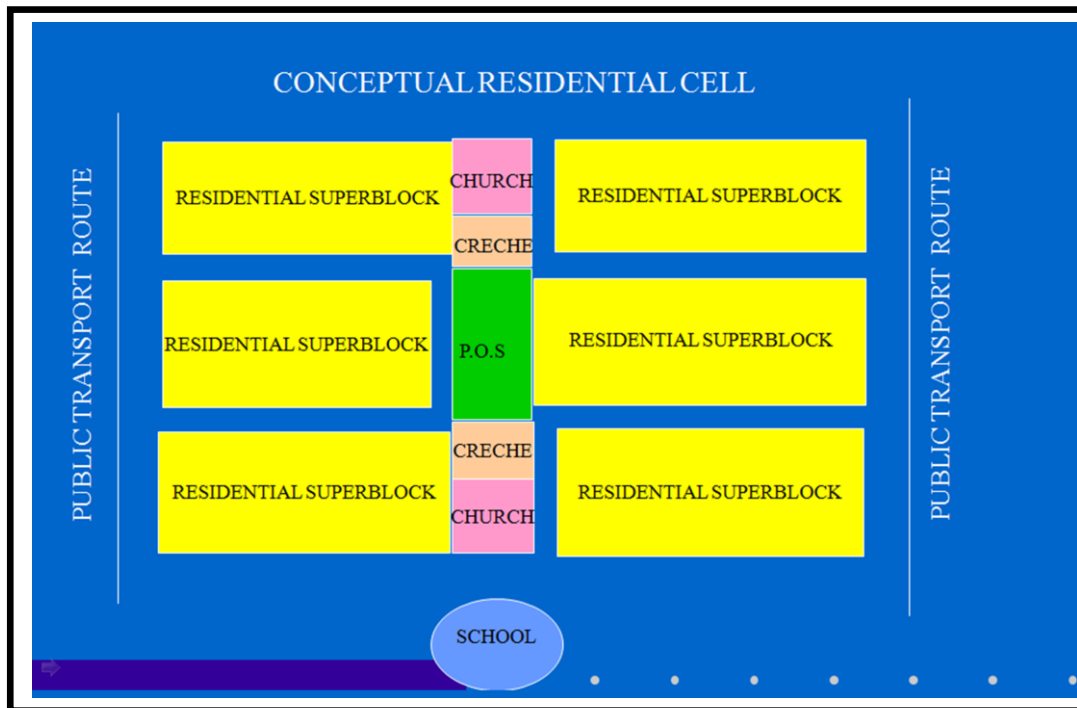 CONCEPTUAL RESIDENTIAL CELL
PUBLIC TRANSPORT ROUTE
RESIDENTIAL SUPERBLOCK
CHURCH
RESIDENTIAL SUPERBLOCK
CRECHE
RESIDENTIAL SUPERBLOCK
P.O.S
RESIDENTIAL SUPERBLOCK
CRECHE
RESIDENTIAL SUPERBLOCK
CHURCH
RESIDENTIAL SUPERBLOCK
PUBLIC TRANSPORT ROUTE
SCHOOL